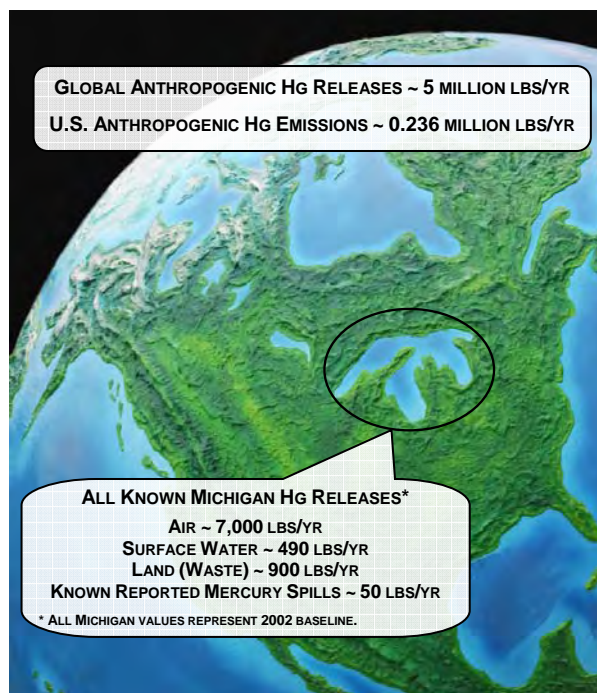 GLOBAL ANTHROPOGENIC HG RELEASES ~ 5 MILLION LBS/YR
U.S. ANTHROPOGENIC HG EMISSIONS ~ 0.236 MILLION LBS/YR
ALL KNOWN MICHIGAN HG RELEASES*
AIR ~ 7,000 LBS/YR
SURFACE WATER ~ 490 LBS/YR
LAND (WASTE) ~ 900 LBS/YR
KNOWN REPORTED MERCURY SPILLS ~ 50 LBS/YR
* ALL MICHIGAN VALUES REPRESENT 2002 BASELINE.